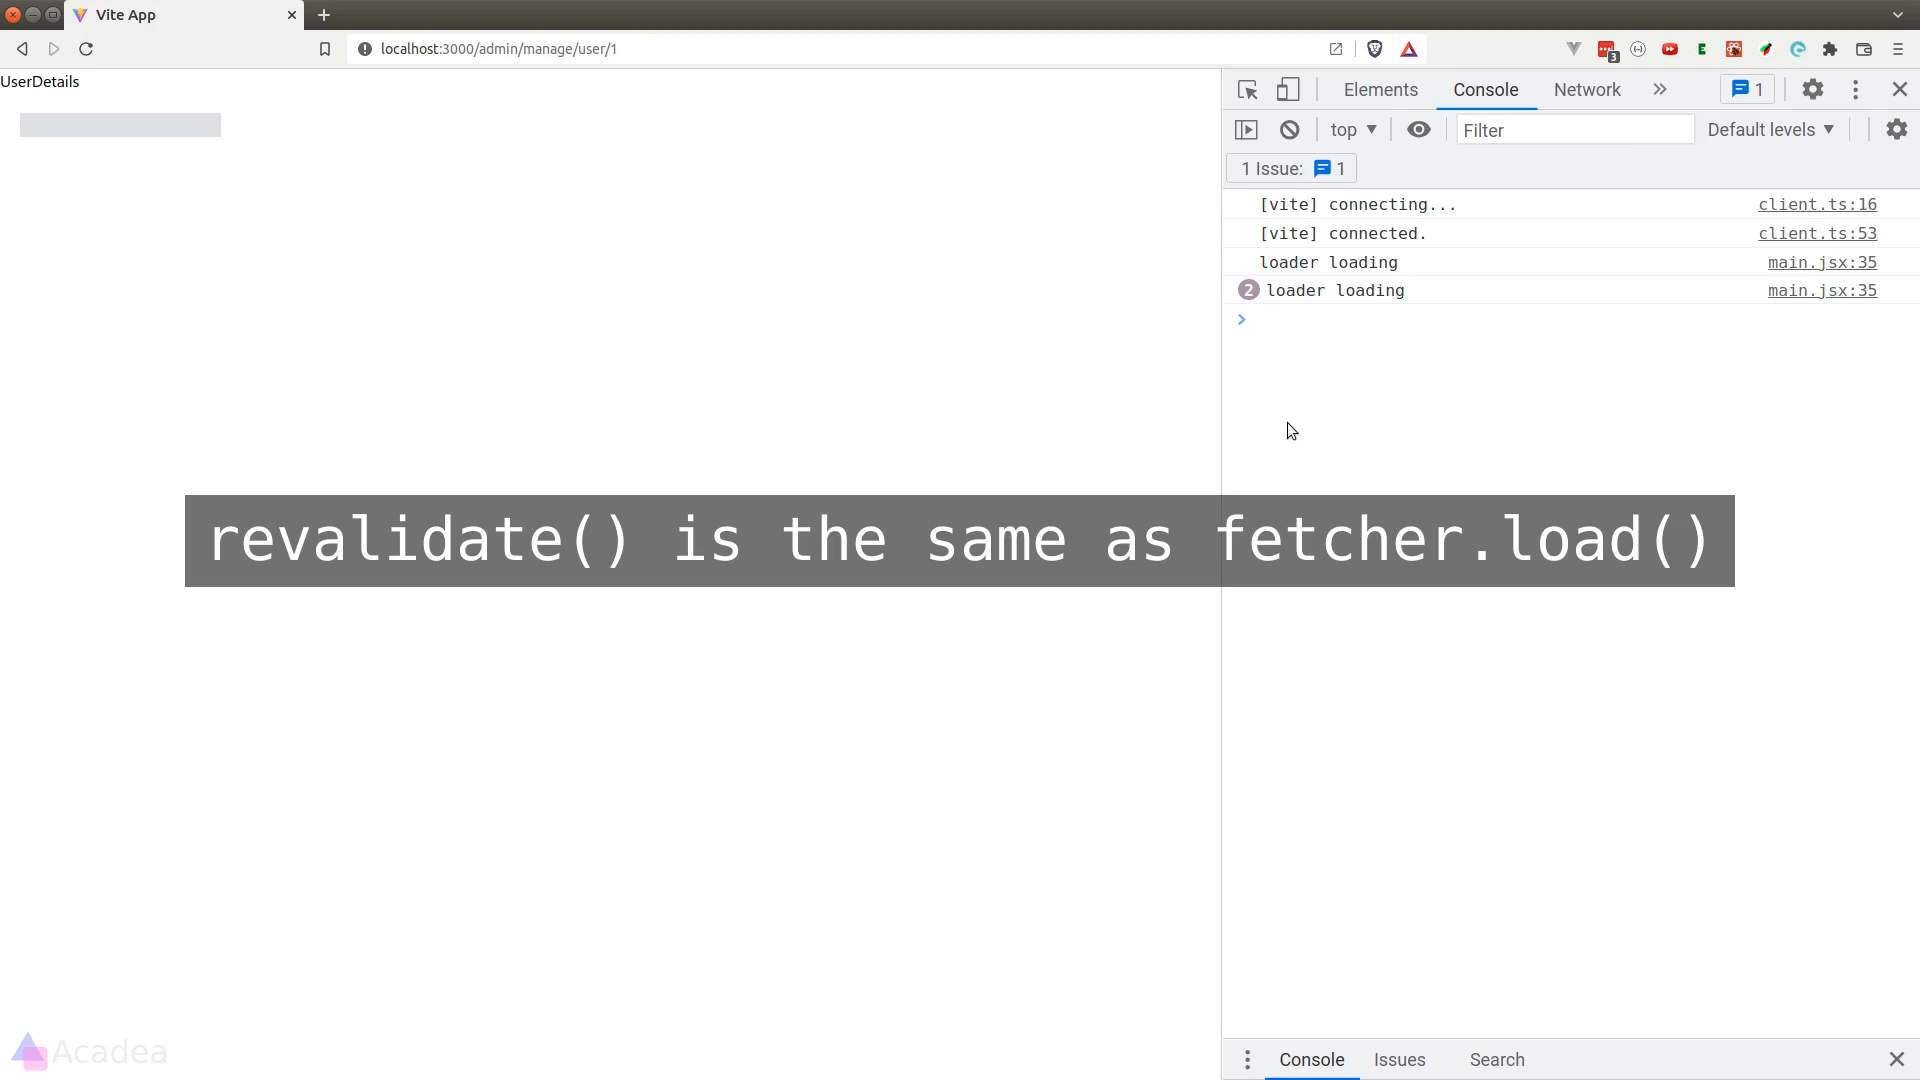 Vite App
localhost:3000/admin/manage/user/1
3
UserDetails
Elements
Console
Network
1
top
Filter
Default levels
1 Issue:
1
[vite] connecting...
client.ts:16
[vite] connected.
client.ts:53
loader loading
main.jsx:35
2
loader loading
main.jsx:35
revalidate() is the same as fetcher.load()
Acadea
Console
Issues
Search